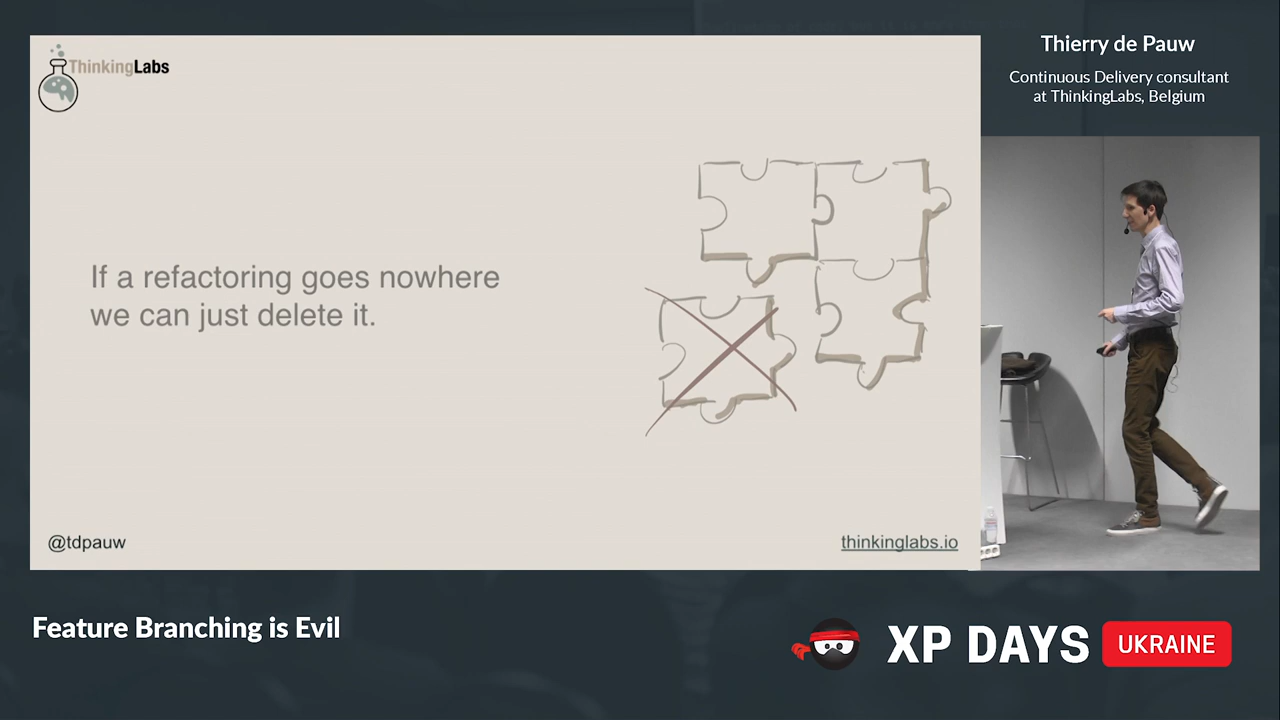 ThinkingLabs
If a refactoring goes nowhere
we can just delete it.
@tdpauw
thinkinglabs.io
Thierry de Pauw
Continuous Delivery consultant
at ThinkingLabs, Belgium
Feature Branching is Evil
XP DAYS
UKRAINE